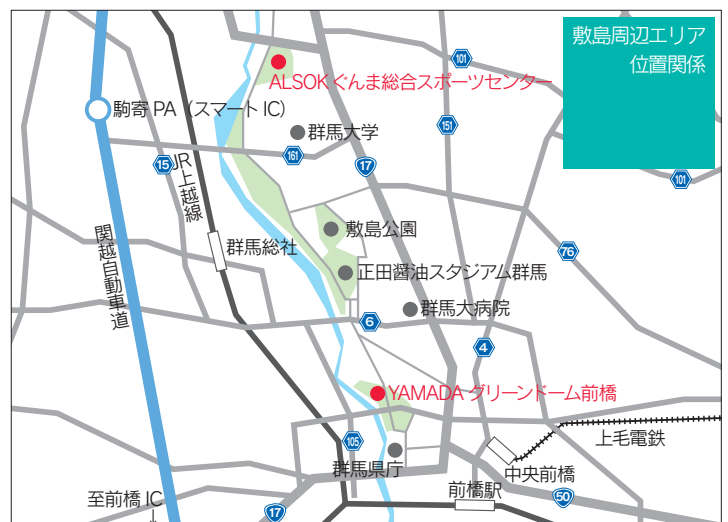 敷島周辺エリア
位置関係
101
ALSOKぐんま総合スポーツセンター
駒寄PA（スマートIC）
群馬大学
151
161
17
15
JR上越線
101
敷島公園
関越自動車道
群馬総社
76
正田醤油スタジアム群馬
群馬大病院
6
4
YAMADAグリーンドーム前橋
105
上毛電鉄
群馬県庁
中央前橋
前橋駅
至前橋IC
17
50